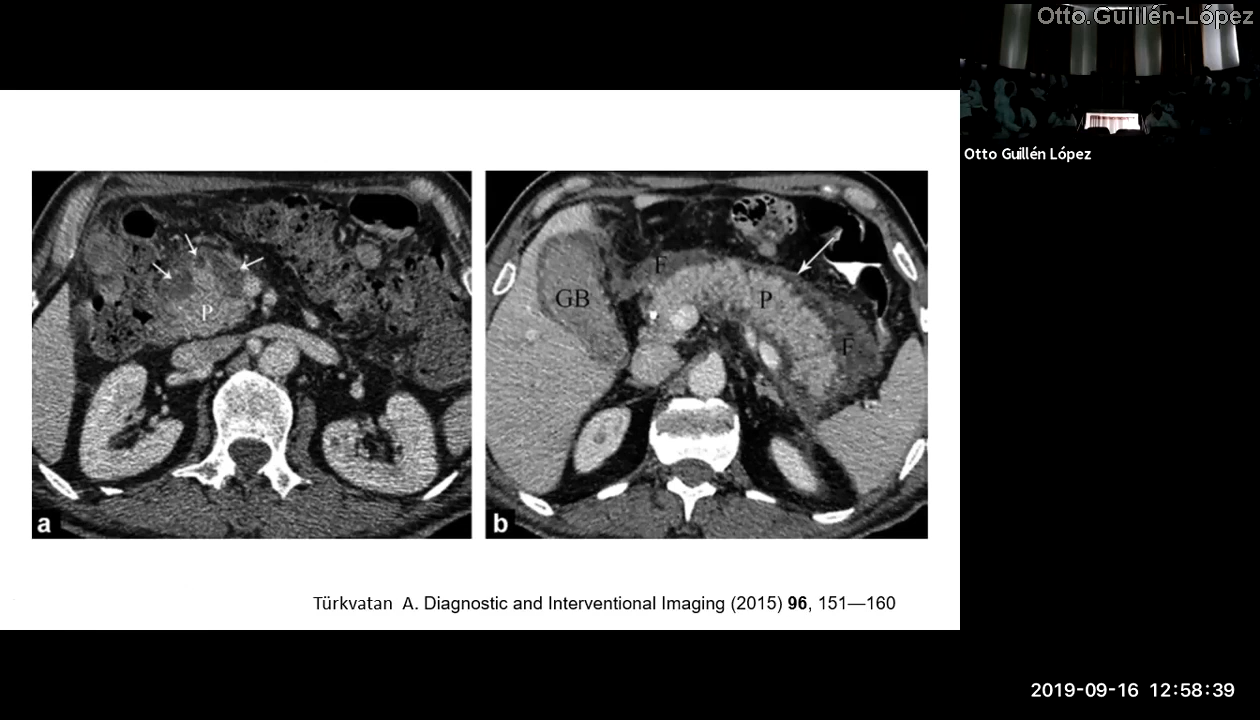 Otto.Guillén-López
Otto Guillén López
P
a
GB
F
P
F
b
Türkvatan A. Diagnostic and Interventional Imaging (2015) 96, 151—160
2019-09-16 12:58:39